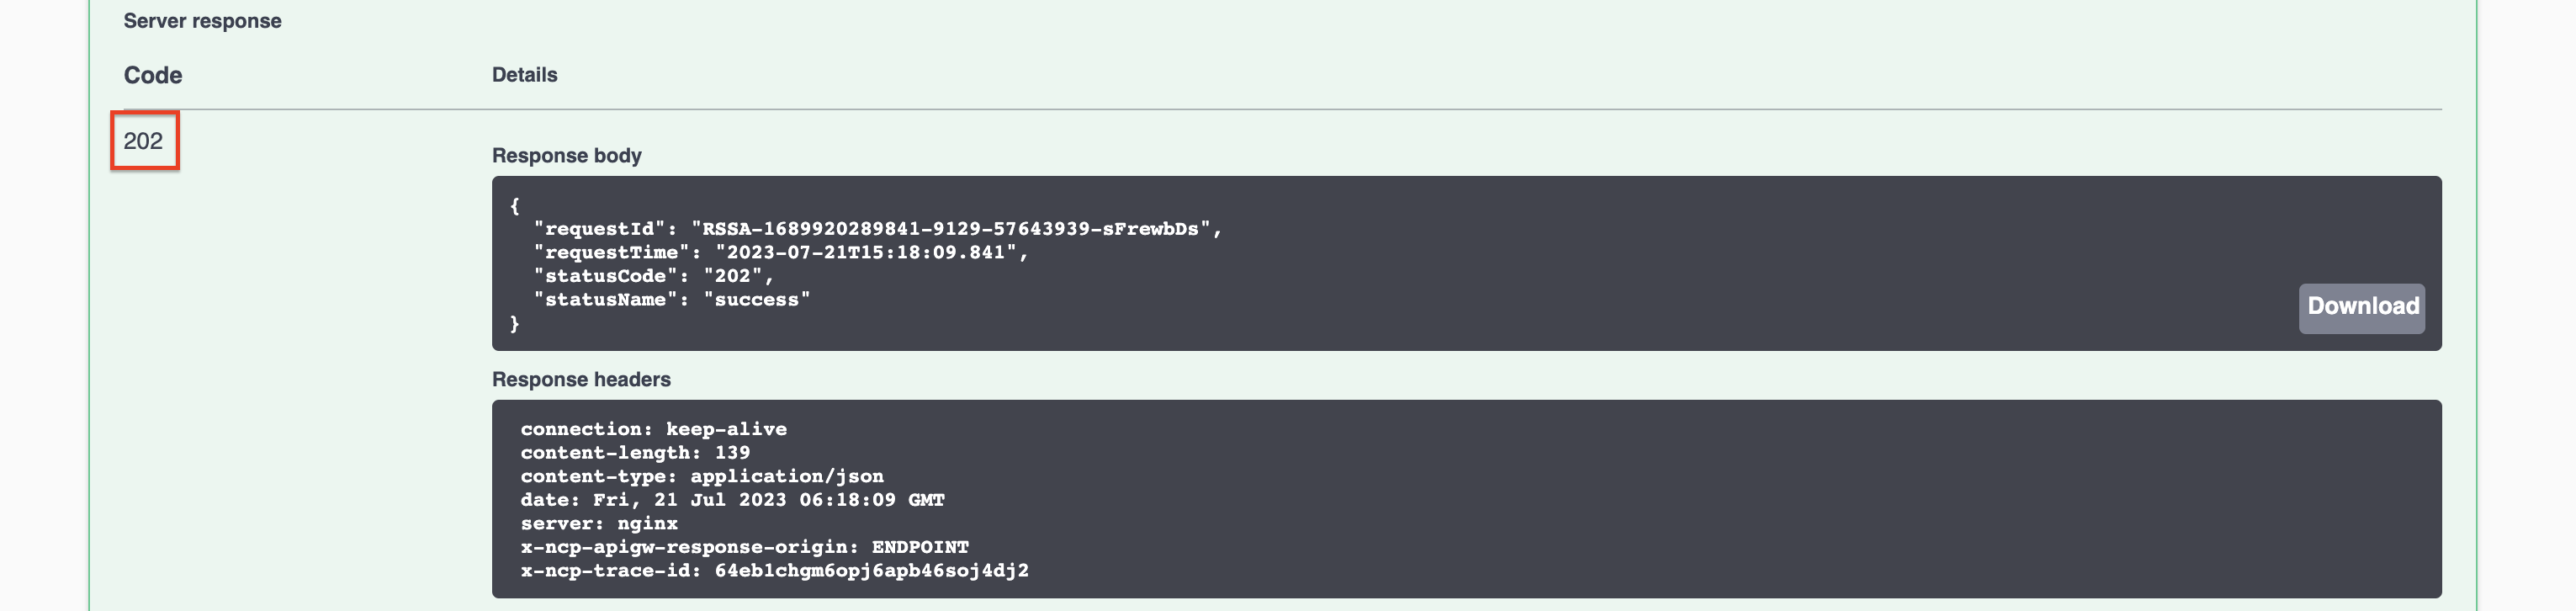 Server response
Code
Details
202
Response body
{
"requestId": "RSSA-1689920289841-9129-57643939-sFrewbDs",
"requestTime": "2023-07-21T15:18:09.841",
"statusCode": "202",
"statusName": "success"
}
Download
Response headers
connection: keep-alive
content-length: 139
content-type: application/json
date: Fri, 21 Jul 2023 06:18:09 GMT
server: nginx
x-ncp-apigw-response-origin: ENDPOINT
x-ncp-trace-id: 64eb1chgm6opj6apb46soj4dj2